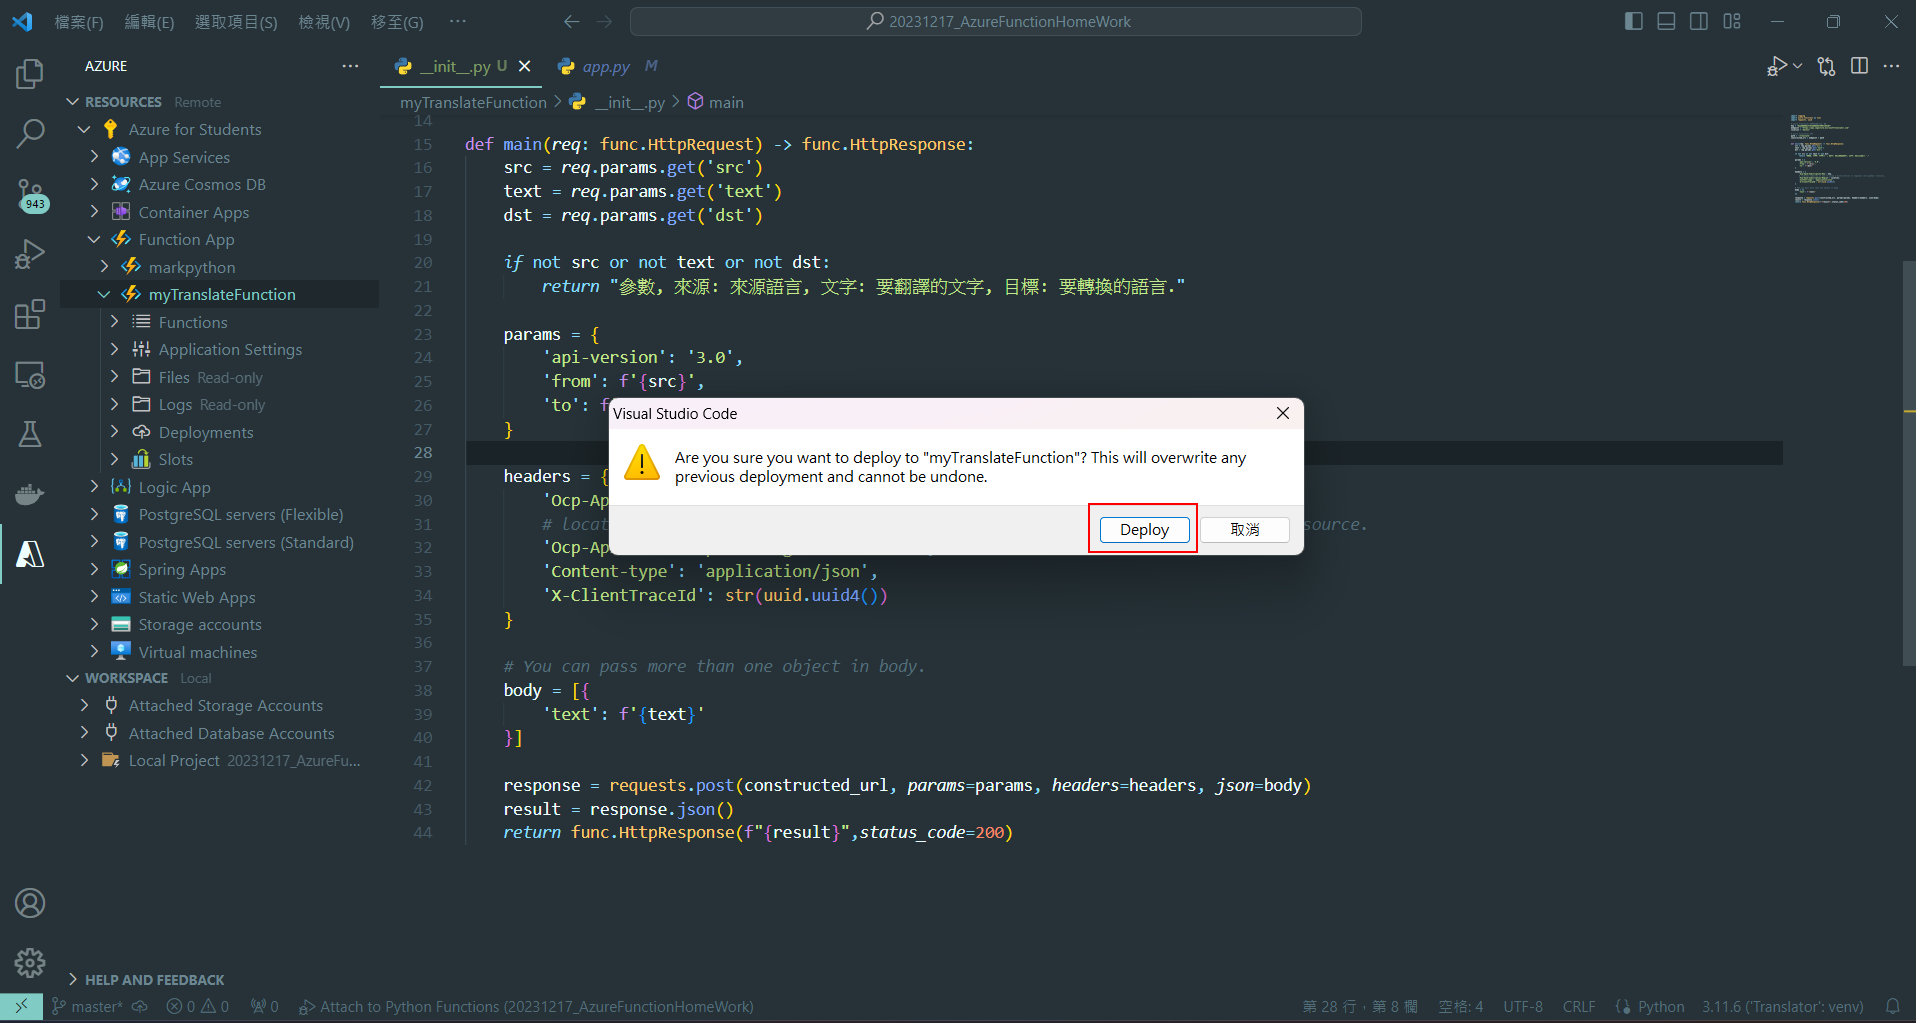 檔案(F) 編輯(E) 選取項目(S) 檢視(V) 移至(G) ···
20231217_AzureFunctionHomeWork
AZURE
RESOURCES Remote
Azure for Students
App Services
Azure Cosmos DB
Container Apps
Function App
markpython
myTranslateFunction
Functions
Application Settings
Files Read-only
Logs Read-only
Deployments
Slots
Logic App
PostgreSQL servers (Flexible)
PostgreSQL servers (Standard)
Spring Apps
Static Web Apps
Storage accounts
Virtual machines
WORKSPACE Local
Attached Storage Accounts
Attached Database Accounts
Local Project 20231217_AzureFu...
HELP AND FEEDBACK
943
__init__.py U
app.py M
myTranslateFunction > __init__.py > main
14
15 def main(req: func.HttpRequest) -> func.HttpResponse:
16 src = req.params.get('src')
17 text = req.params.get('text')
18 dst = req.params.get('dst')
19
20 if not src or not text or not dst:
21 return "參數, 來源: 來源語言, 文字: 要翻譯的文字, 目標: 要轉換的語言."
22
23 params = {
24 'api-version': '3.0',
25 'from': f'{src}',
26 'to': f
27 }
28
29 headers = {
30 'Ocp-Ap
31 # locat source.
32 'Ocp-Ap
33 'Content-type': 'application/json',
34 'X-ClientTraceId': str(uuid.uuid4())
35 }
36
37 # You can pass more than one object in body.
38 body = [{
39 'text': f'{text}'
40 }]
41
42 response = requests.post(constructed_url, params=params, headers=headers, json=body)
43 result = response.json()
44 return func.HttpResponse(f"{result}",status_code=200)
Visual Studio Code
Are you sure you want to deploy to "myTranslateFunction"? This will overwrite any
previous deployment and cannot be undone.
Deploy 取消
master* 0 0 0 Attach to Python Functions (20231217_AzureFunctionHomeWork)
第 28 行，第 8 欄 空格: 4 UTF-8 CRLF Python 3.11.6 ('Translator': venv)